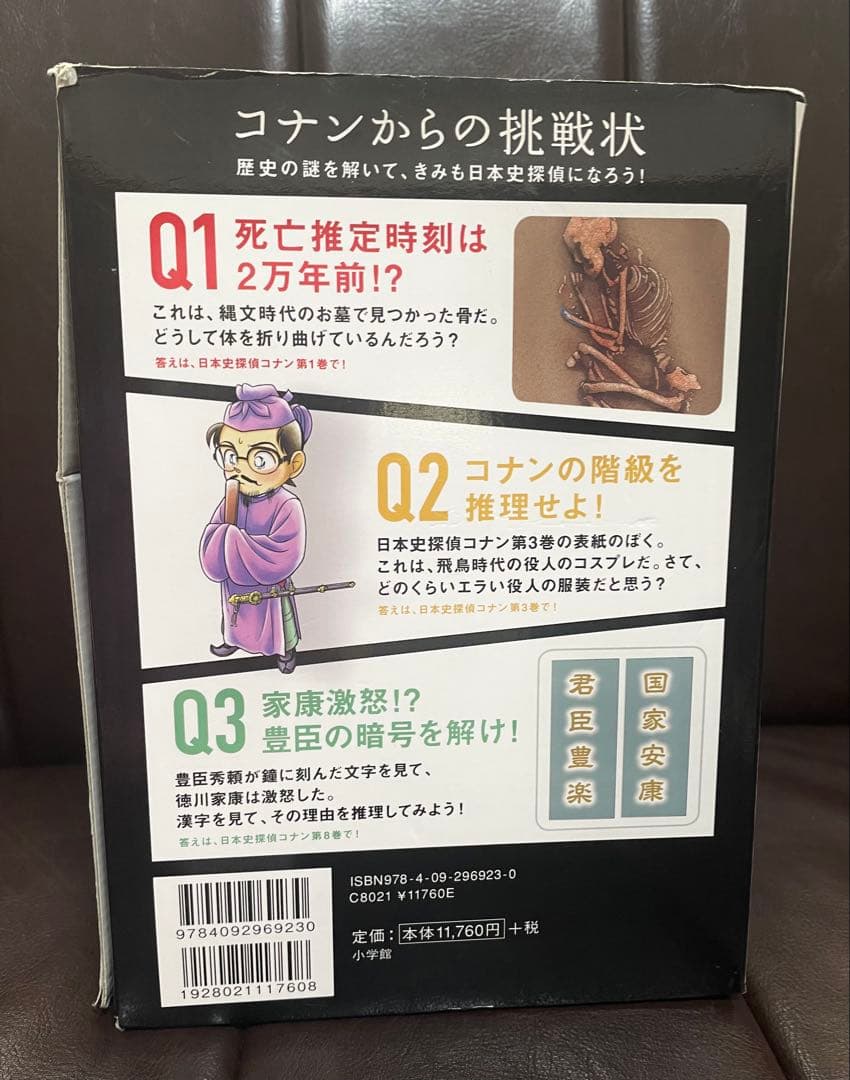 コナンからの挑戦状
歴史の謎を解いて、きみも日本史探偵になろう!
Q1 死亡推定時刻は
2万年前!?
これは、縄文時代のお墓で見つかった骨だ。
どうして体を折り曲げているんだろう?
答えは、日本史探偵コナン第1巻で!
Q2 コナンの階級を
推理せよ!
日本史探偵コナン第3巻の表紙のぼく。
これは、飛鳥時代の役人のコスプレだ。さて、
どのくらいエラい役人の服装だと思う?
答えは、日本史探偵コナン第3巻で!
Q3 家康激怒!?
豊臣の暗号を解け!
豊臣秀頼が鐘に刻んだ文字を見て、
徳川家康は激怒した。
漢字を見て、その理由を推理してみよう!
答えは、日本史探偵コナン第8巻で!
国家安康
君臣豊楽
9784092969230
1928021117608
ISBN978-4-09-296923-0
C8021 ¥11760E
定価:本体11,760円+税
小学館